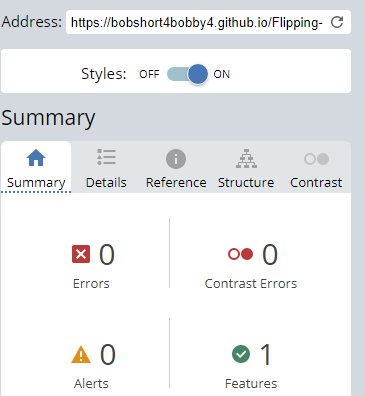 Address: https://bobshort4bobby4.github.io/Flipping-
Styles: OFF ON
Summary
Summary Details Reference Structure Contrast
0 0
Errors Contrast Errors
0 1
Alerts Features